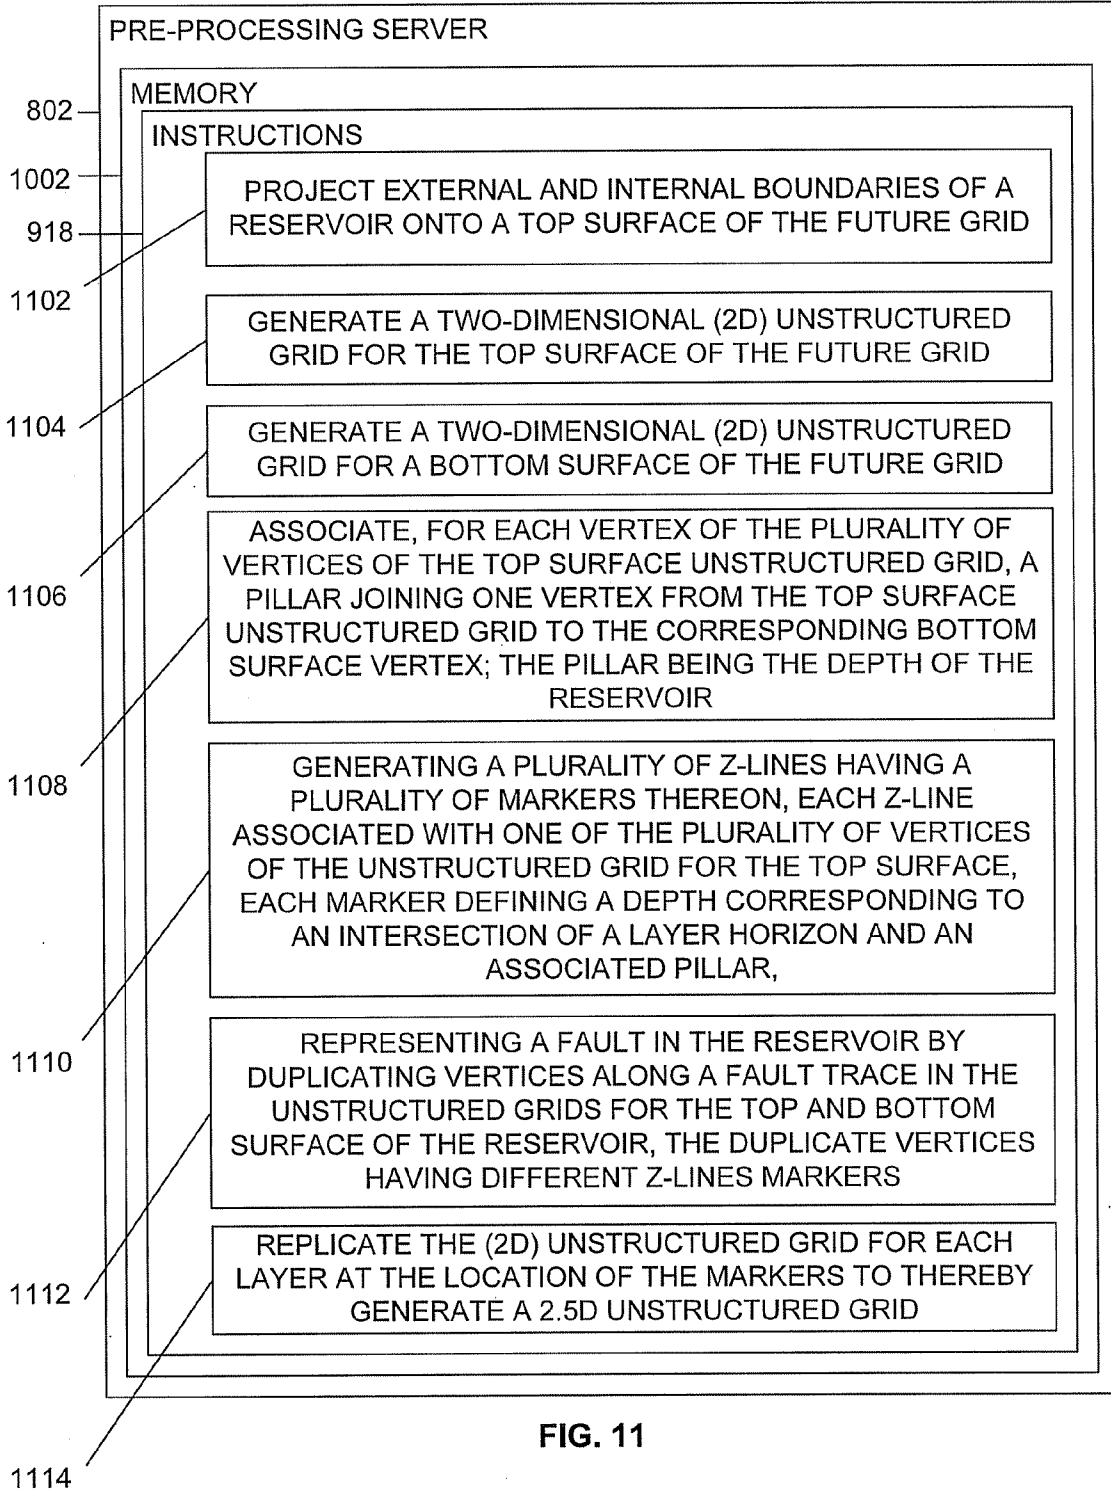 PRE-PROCESSING SERVER
MEMORY
802
INSTRUCTIONS
1002
918
1102
PROJECT EXTERNAL AND INTERNAL BOUNDARIES OF A
RESERVOIR ONTO A TOP SURFACE OF THE FUTURE GRID
GENERATE A TWO-DIMENSIONAL (2D) UNSTRUCTURED
GRID FOR THE TOP SURFACE OF THE FUTURE GRID
1104
GENERATE A TWO-DIMENSIONAL (2D) UNSTRUCTURED
GRID FOR A BOTTOM SURFACE OF THE FUTURE GRID
1106
ASSOCIATE, FOR EACH VERTEX OF THE PLURALITY OF
VERTICES OF THE TOP SURFACE UNSTRUCTURED GRID, A
PILLAR JOINING ONE VERTEX FROM THE TOP SURFACE
UNSTRUCTURED GRID TO THE CORRESPONDING BOTTOM
SURFACE VERTEX; THE PILLAR BEING THE DEPTH OF THE
RESERVOIR
1108
GENERATING A PLURALITY OF Z-LINES HAVING A
PLURALITY OF MARKERS THEREON, EACH Z-LINE
ASSOCIATED WITH ONE OF THE PLURALITY OF VERTICES
OF THE UNSTRUCTURED GRID FOR THE TOP SURFACE,
EACH MARKER DEFINING A DEPTH CORRESPONDING TO
AN INTERSECTION OF A LAYER HORIZON AND AN
ASSOCIATED PILLAR,
1110
REPRESENTING A FAULT IN THE RESERVOIR BY
DUPLICATING VERTICES ALONG A FAULT TRACE IN THE
UNSTRUCTURED GRIDS FOR THE TOP AND BOTTOM
SURFACE OF THE RESERVOIR, THE DUPLICATE VERTICES
HAVING DIFFERENT Z-LINES MARKERS
1112
REPLICATE THE (2D) UNSTRUCTURED GRID FOR EACH
LAYER AT THE LOCATION OF THE MARKERS TO THEREBY
GENERATE A 2.5D UNSTRUCTURED GRID
1114
FIG. 11